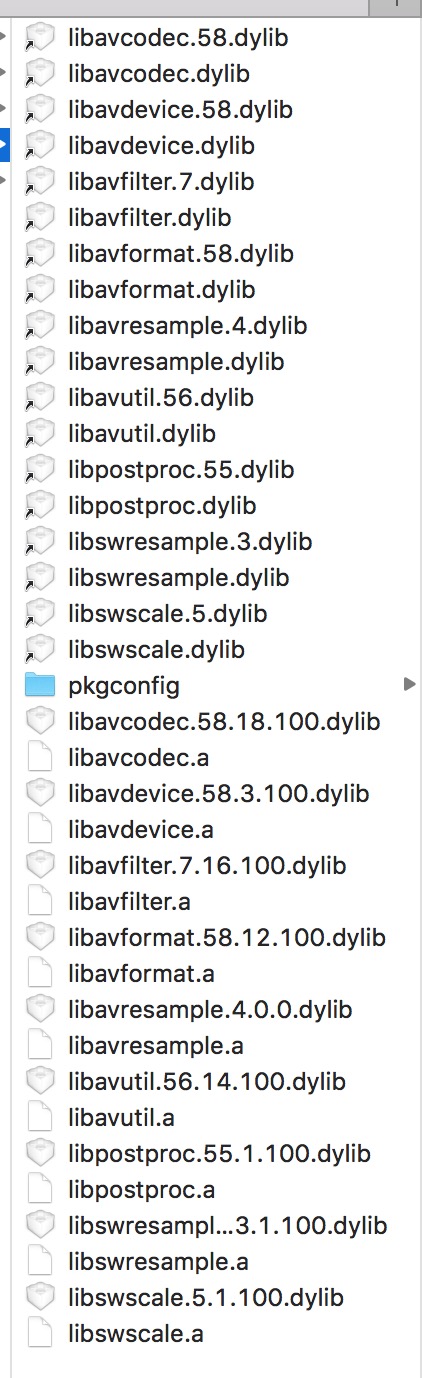 libavcodec.58.dylib
libavcodec.dylib
libavdevice.58.dylib
libavdevice.dylib
libavfilter.7.dylib
libavfilter.dylib
libavformat.58.dylib
libavformat.dylib
libavresample.4.dylib
libavresample.dylib
libavutil.56.dylib
libavutil.dylib
libpostproc.55.dylib
libpostproc.dylib
libswresample.3.dylib
libswresample.dylib
libswscale.5.dylib
libswscale.dylib
pkgconfig
libavcodec.58.18.100.dylib
libavcodec.a
libavdevice.58.3.100.dylib
libavdevice.a
libavfilter.7.16.100.dylib
libavfilter.a
libavformat.58.12.100.dylib
libavformat.a
libavresample.4.0.0.dylib
libavresample.a
libavutil.56.14.100.dylib
libavutil.a
libpostproc.55.1.100.dylib
libpostproc.a
libswresampl...3.1.100.dylib
libswresample.a
libswscale.5.1.100.dylib
libswscale.a